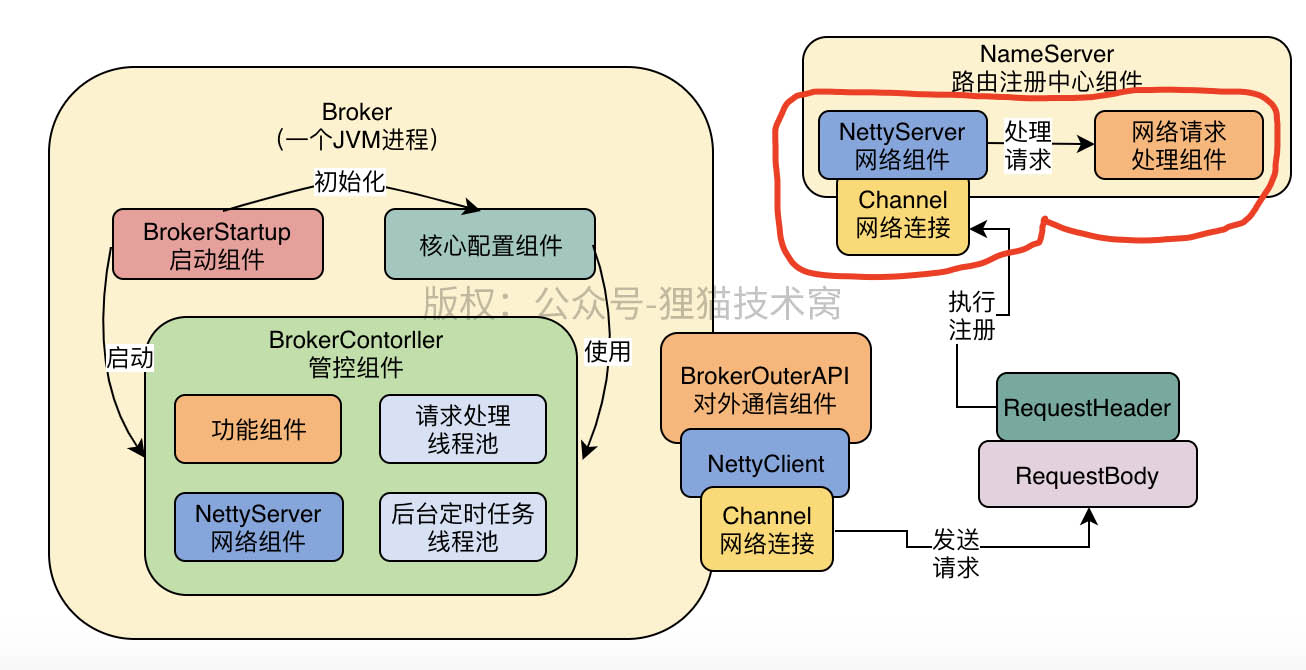 NameServer
路由注册中心组件
NettyServer
网络组件
处理
请求
网络请求
处理组件
Channel
网络连接
Broker
（一个JVM进程）
初始化
BrokerStartup
启动组件
核心配置组件
版权：公众号-狸猫技术窝
执行
注册
BrokerContorller
管控组件
启动
使用
功能组件
请求处理
线程池
NettyServer
网络组件
后台定时任务
线程池
BrokerOuterAPI
对外通信组件
NettyClient
Channel
网络连接
RequestHeader
RequestBody
发送
请求